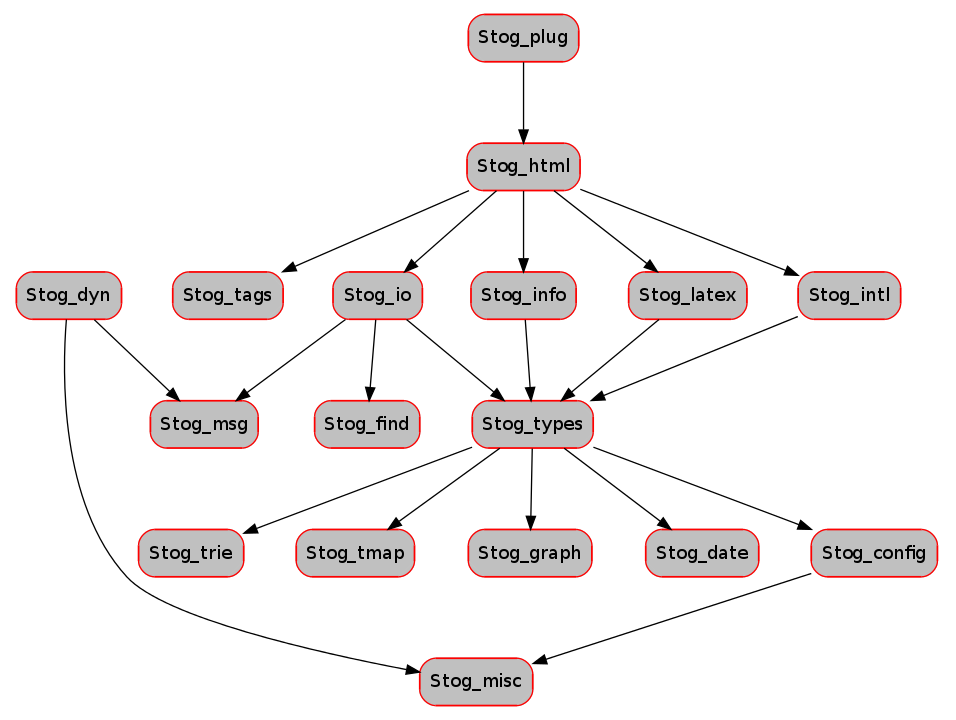 Stog_plug
Stog_html
Stog_dyn
Stog_tags
Stog_io
Stog_info
Stog_latex
Stog_intl
Stog_msg
Stog_find
Stog_types
Stog_trie
Stog_tmap
Stog_graph
Stog_date
Stog_config
Stog_misc